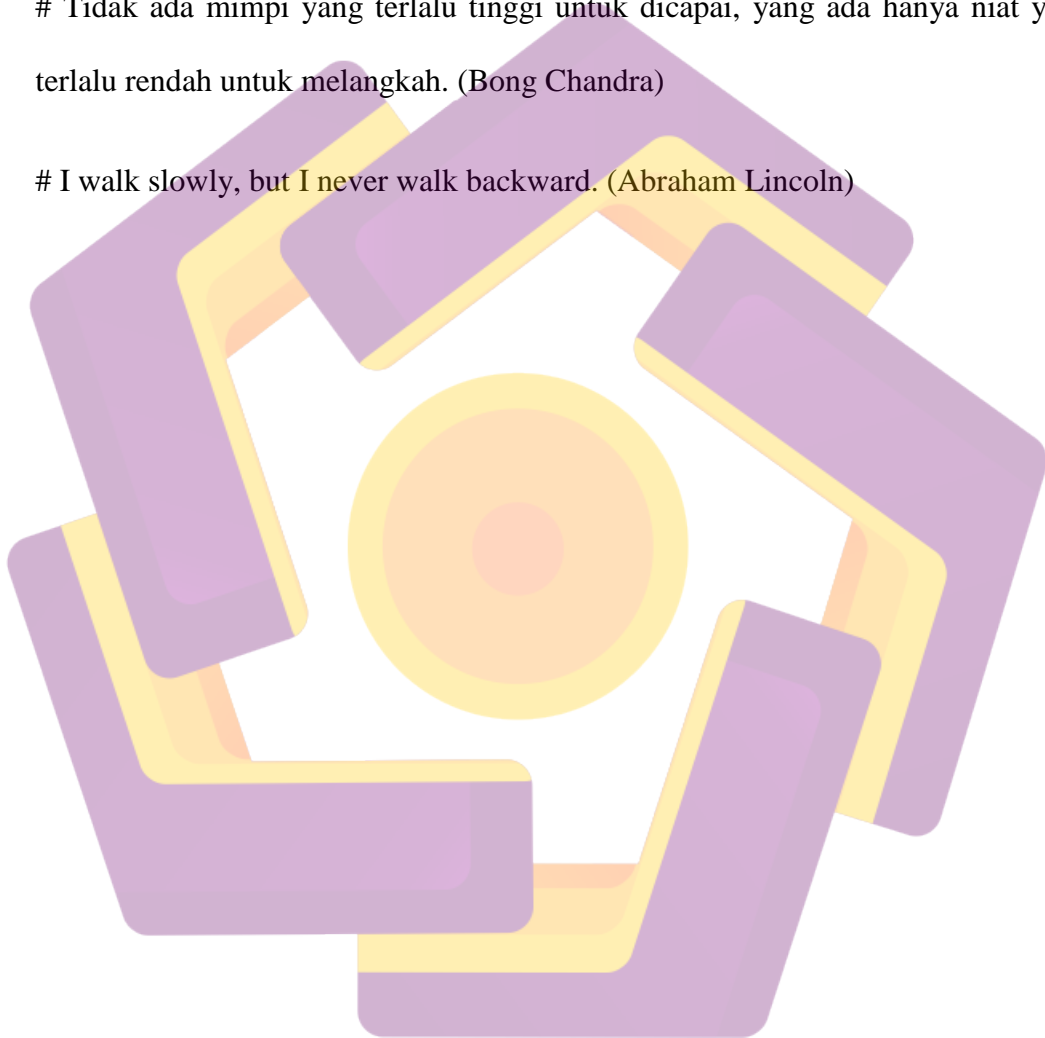 # Tidak ada mimpi yang terlalu tinggi untuk dicapai, yang ada hanya niat
terlalu rendah untuk melangkah. (Bong Chandra)
# I walk slowly, but I never walk backward. (Abraham Lincoln)